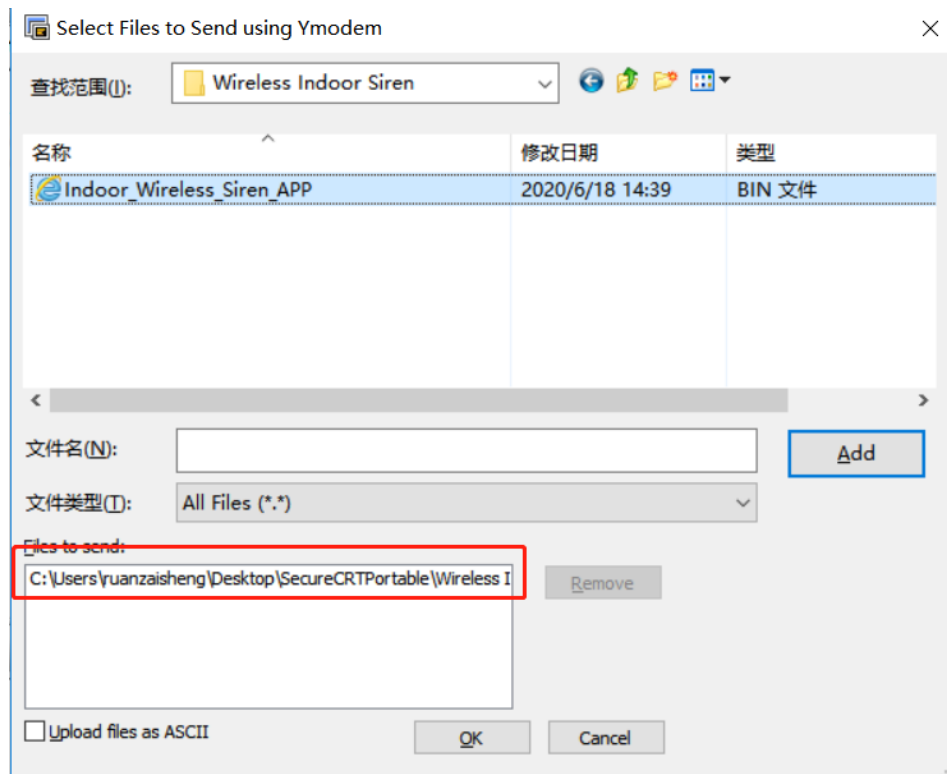 Select Files to Send using Ymodem
查找范围(I):
Wireless Indoor Siren
名称 修改日期 类型
Indoor_Wireless_Siren_APP 2020/6/18 14:39 BIN 文件
文件名(N):
Add
文件类型(T): All Files (*.*)
Files to send:
C:\Users\ruanzaisheng\Desktop\SecureCRTPortable\Wireless I
Remove
Upload files as ASCII
OK Cancel